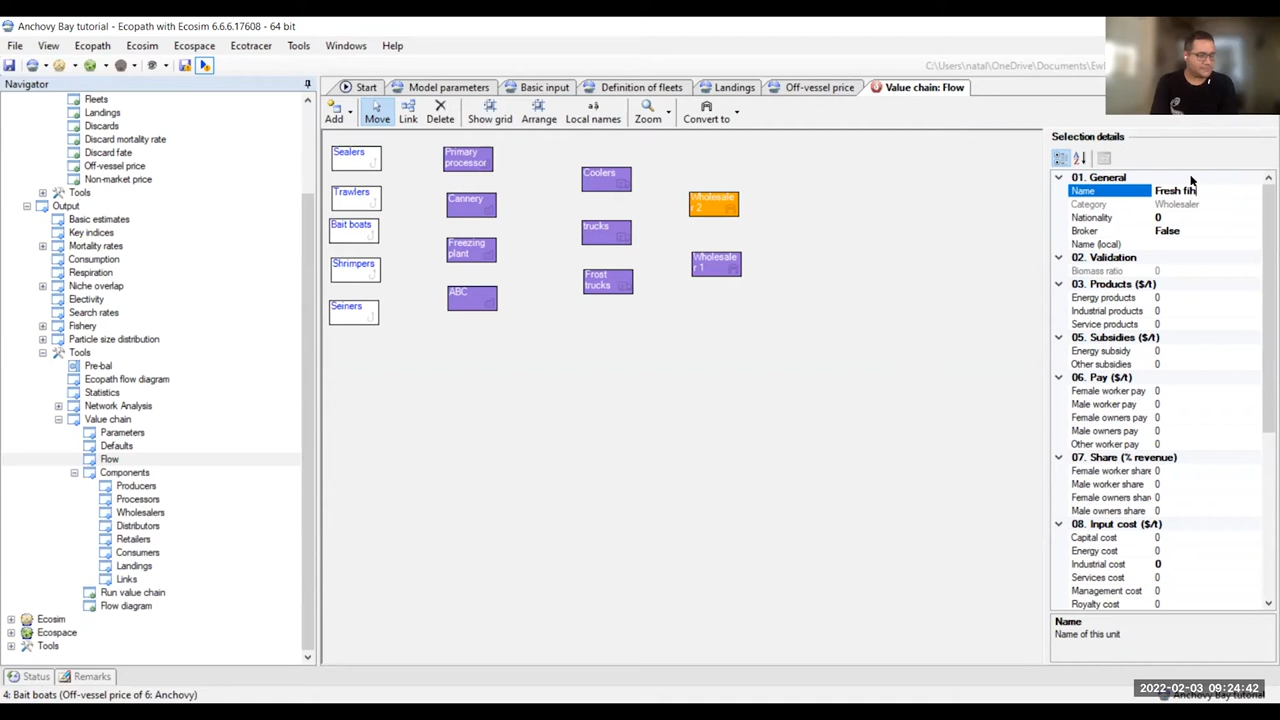 Anchovy Bay tutorial - Ecopath with Ecosim 6.6.6.17608 - 64 bit
File View Ecopath Ecosim Ecospace Ecotracer Tools Windows Help
Navigator
Fleets
Landings
Discards
Discard mortality rate
Discard fate
Off-vessel price
Non-market price
Tools
Output
Basic estimates
Key indices
Mortality rates
Consumption
Respiration
Niche overlap
Electivity
Search rates
Fishery
Particle size distribution
Tools
Pre-bal
Ecopath flow diagram
Statistics
Network Analysis
Value chain
Parameters
Defaults
Flow
Components
Producers
Processors
Wholesalers
Distributors
Retailers
Consumers
Landings
Links
Run value chain
Flow diagram
Ecosim
Ecospace
Tools
Status Remarks
4: Bait boats (Off-vessel price of 6: Anchovy)
Start Model parameters Basic input Definition of fleets Landings Off-vessel price Value chain: Flow
Add Move Link Delete Show grid Arrange Local names Zoom Convert to
Sealers
Trawlers
Bait boats
Shrimpers
Seiners
Primary
processor
Cannery
Freezing
plant
ABC
Coolers
trucks
Frost
trucks
Wholesale
r 2
Wholesale
r 1
Selection details
01. General
Name Fresh fih
Category Wholesaler
Nationality 0
Broker False
Name (local)
02. Validation
Biomass ratio 0
03. Products ($/t)
Energy products 0
Industrial products 0
Service products 0
05. Subsidies ($/t)
Energy subsidy 0
Other subsidies 0
06. Pay ($/t)
Female worker pay 0
Male worker pay 0
Female owners pay 0
Male owners pay 0
Other worker pay 0
07. Share (% revenue)
Female worker share 0
Male worker share 0
Female owners share 0
Male owners share 0
08. Input cost ($/t)
Capital cost 0
Energy cost 0
Industrial cost 0
Services cost 0
Management cost 0
Royalty cost 0
Name
Name of this unit
2022-02-03 09:24:42